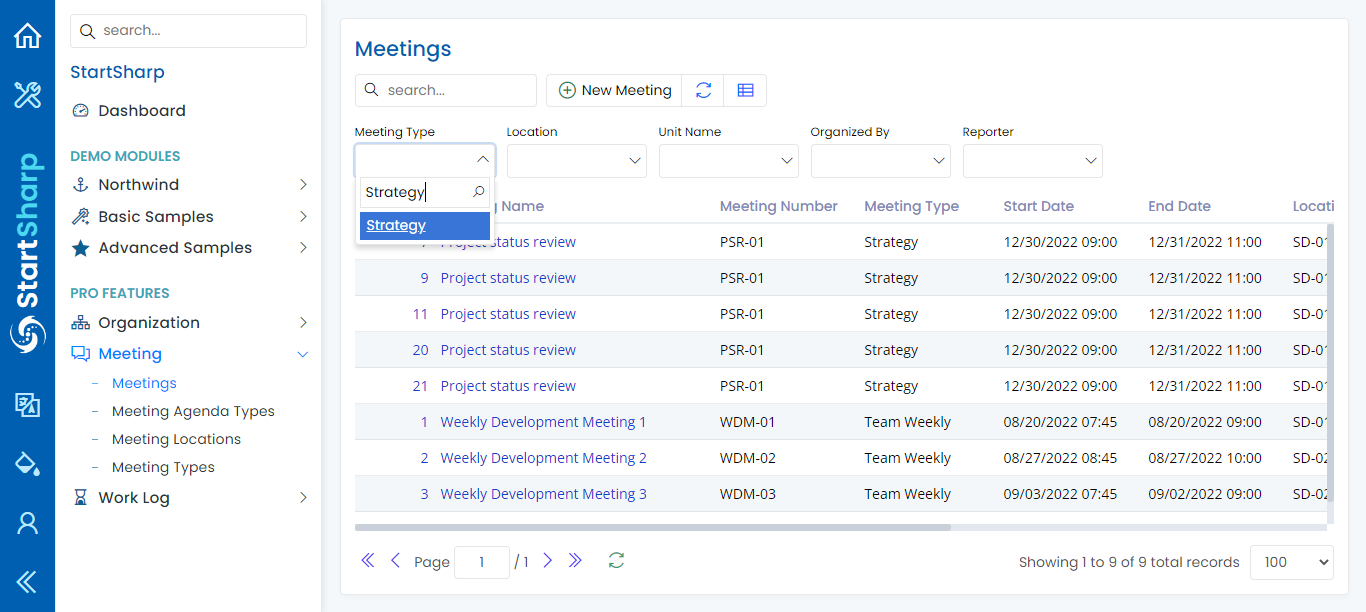 search...
StartSharp
Dashboard
DEMO MODULES
Northwind
Basic Samples
Advanced Samples
PRO FEATURES
Organization
Meeting
Meetings
Meeting Agenda Types
Meeting Locations
Meeting Types
Work Log
StartSharp
Meetings
search...
New Meeting
Meeting Type Location Unit Name Organized By Reporter
Strategy
Strategy
Name Meeting Number Meeting Type Start Date End Date Locati
Project status review PSR-01 Strategy 12/30/2022 09:00 12/31/2022 11:00 SD-01
9 Project status review PSR-01 Strategy 12/30/2022 09:00 12/31/2022 11:00 SD-01
11 Project status review PSR-01 Strategy 12/30/2022 09:00 12/31/2022 11:00 SD-01
20 Project status review PSR-01 Strategy 12/30/2022 09:00 12/31/2022 11:00 SD-01
21 Project status review PSR-01 Strategy 12/30/2022 09:00 12/31/2022 11:00 SD-01
1 Weekly Development Meeting 1 WDM-01 Team Weekly 08/20/2022 07:45 08/20/2022 09:00 SD-01
2 Weekly Development Meeting 2 WDM-02 Team Weekly 08/27/2022 08:45 08/27/2022 10:00 SD-02
3 Weekly Development Meeting 3 WDM-03 Team Weekly 09/03/2022 07:45 09/02/2022 09:00 SD-02
Page 1 / 1
Showing 1 to 9 of 9 total records 100